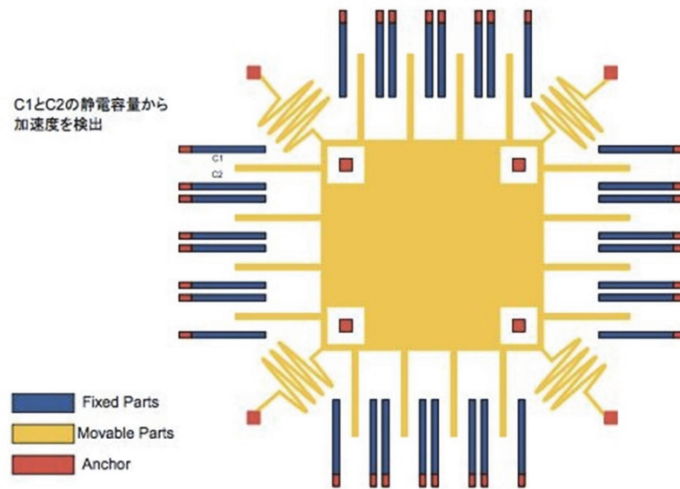 C1とC2の静電容量から
加速度を検出
C1
C2
Fixed Parts
Movable Parts
Anchor